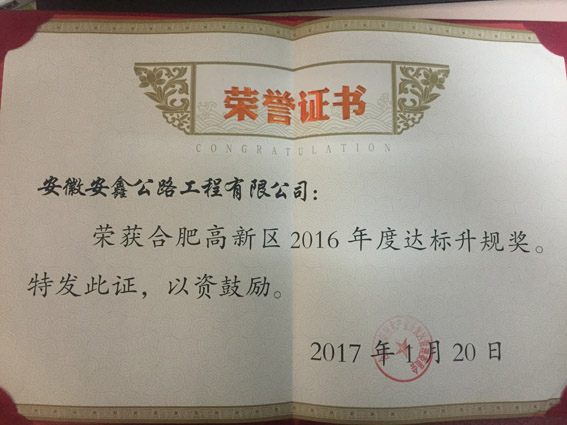 荣誉证书
CONGRATULATION
安徽安鑫公路工程有限公司：
荣获合肥高新区2016年度达标升规奖。
特发此证，以资鼓励。
2017年1月20日